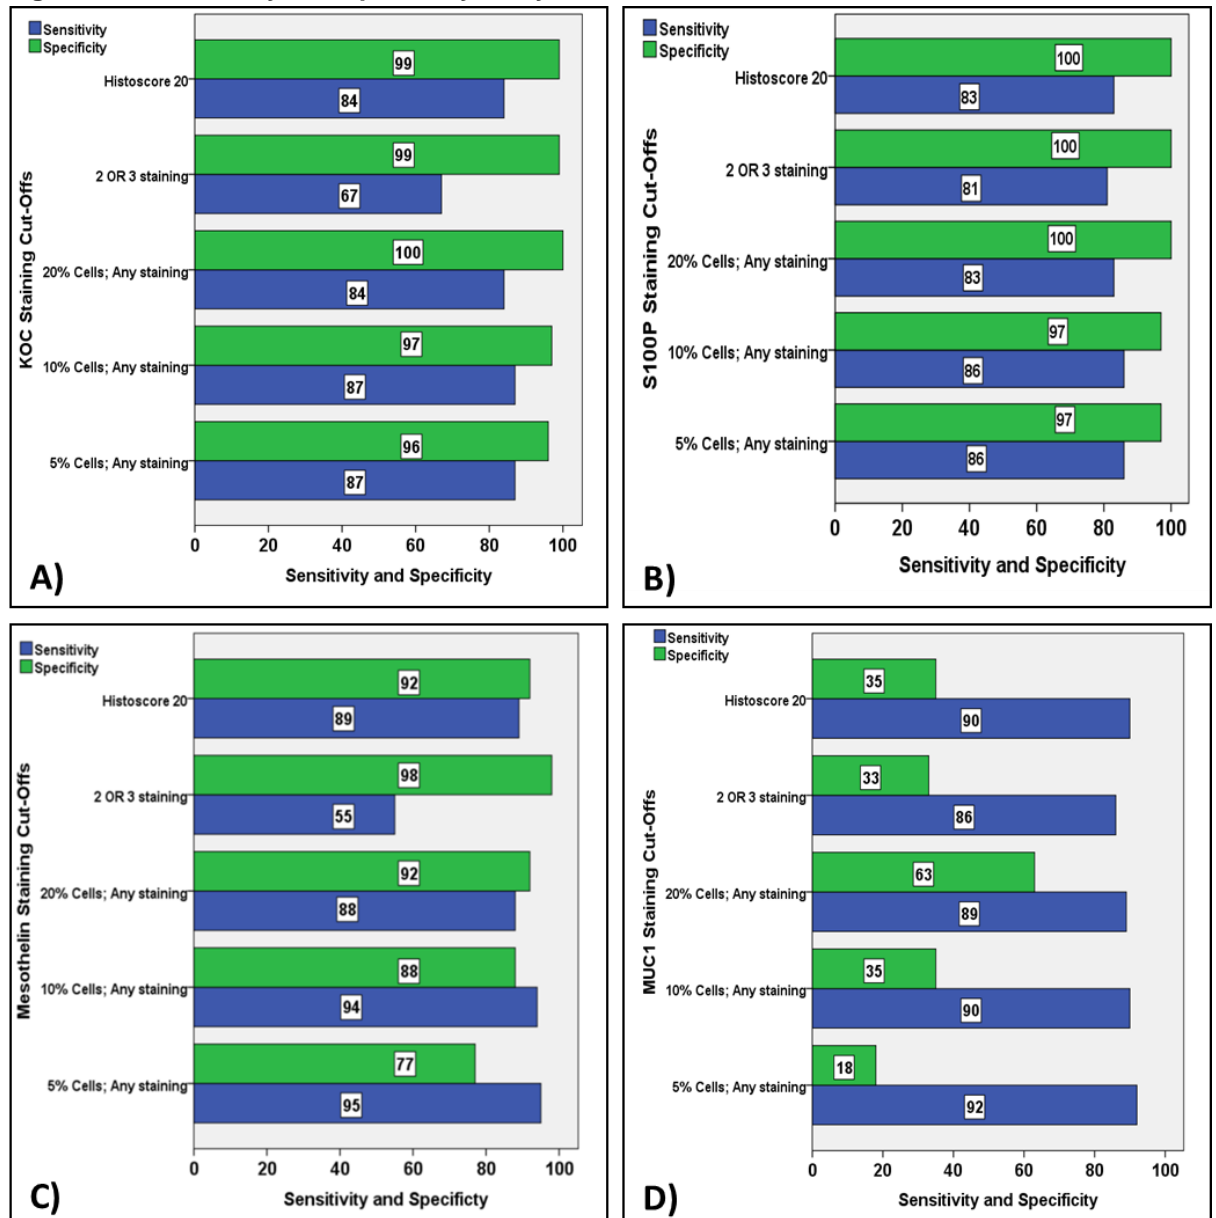 Sensitivity
Specificity
KOC Staining Cut-Offs
Histoscore 20
99
84
2 OR 3 staining
99
67
20% Cells; Any staining
100
84
10% Cells; Any staining
97
87
5% Cells; Any staining
96
87
0 20 40 60 80 100
Sensitivity and Specificity
A)
Sensitivity
Specificity
S100P Staining Cut-Offs
Histoscore 20
100
83
2 OR 3 staining
100
81
20% Cells; Any staining
100
83
10% Cells; Any staining
97
86
5% Cells; Any staining
97
86
0 20 40 60 80 100
Sensitivity and Specificity
B)
Sensitivity
Specificity
Mesothelin Staining Cut-Offs
Histoscore 20
92
89
2 OR 3 staining
98
55
20% Cells; Any staining
92
88
10% Cells; Any staining
88
94
5% Cells; Any staining
77
95
0 20 40 60 80 100
Sensitivity and Specificty
C)
Sensitivity
Specificity
MUC1 Staining Cut-Offs
Histoscore 20
35
90
2 OR 3 staining
33
86
20% Cells; Any staining
63
89
10% Cells; Any staining
35
90
5% Cells; Any staining
18
92
0 20 40 60 80 100
Sensitivity and Specificity
D)